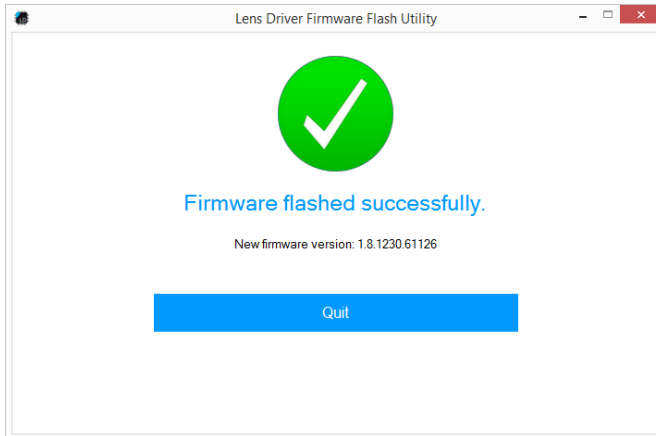 Lens Driver Firmware Flash Utility
Firmware flashed successfully.
New firmware version: 1.8.1230.61126
Quit